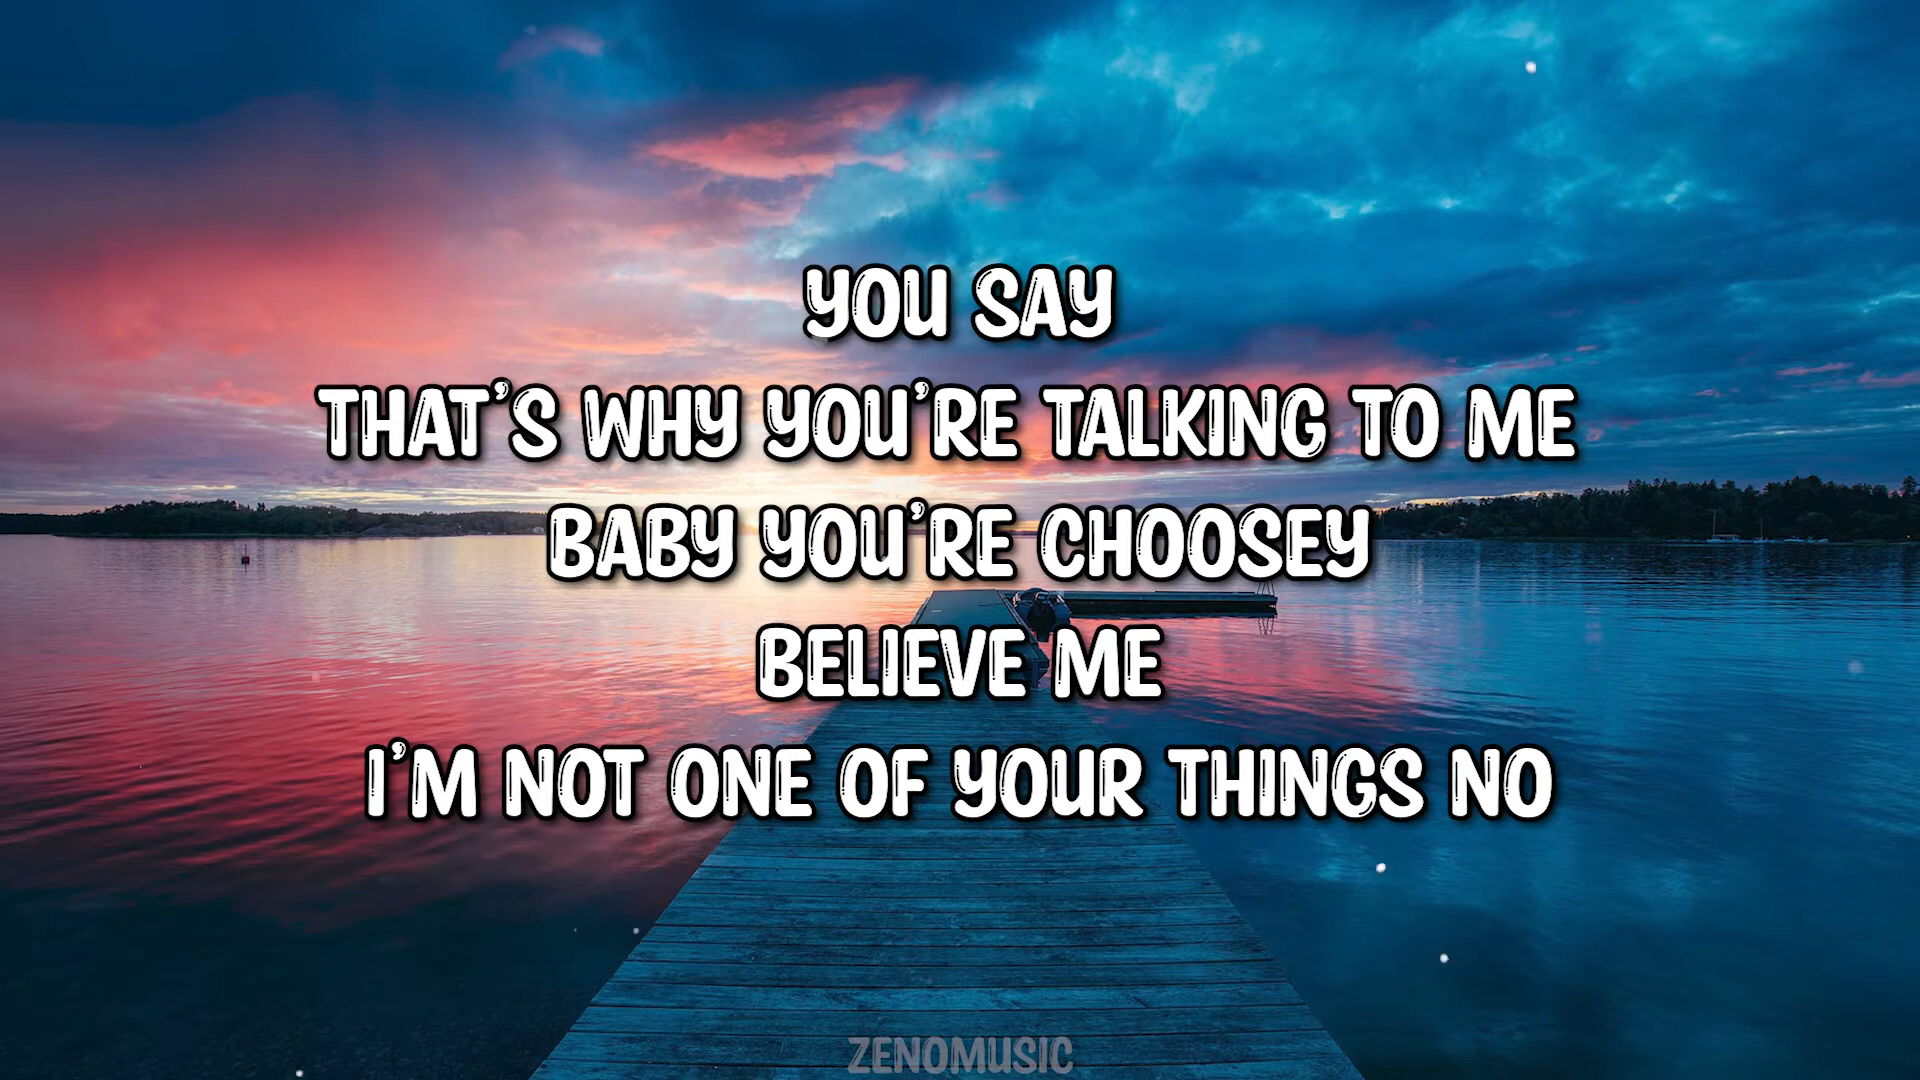 YOU SAY
THAT'S WHY YOU'RE TALKING TO ME
BABY YOU'RE CHOOSEY
BELIEVE ME
I'M NOT ONE OF YOUR THINGS NO
ZENOMUSIC